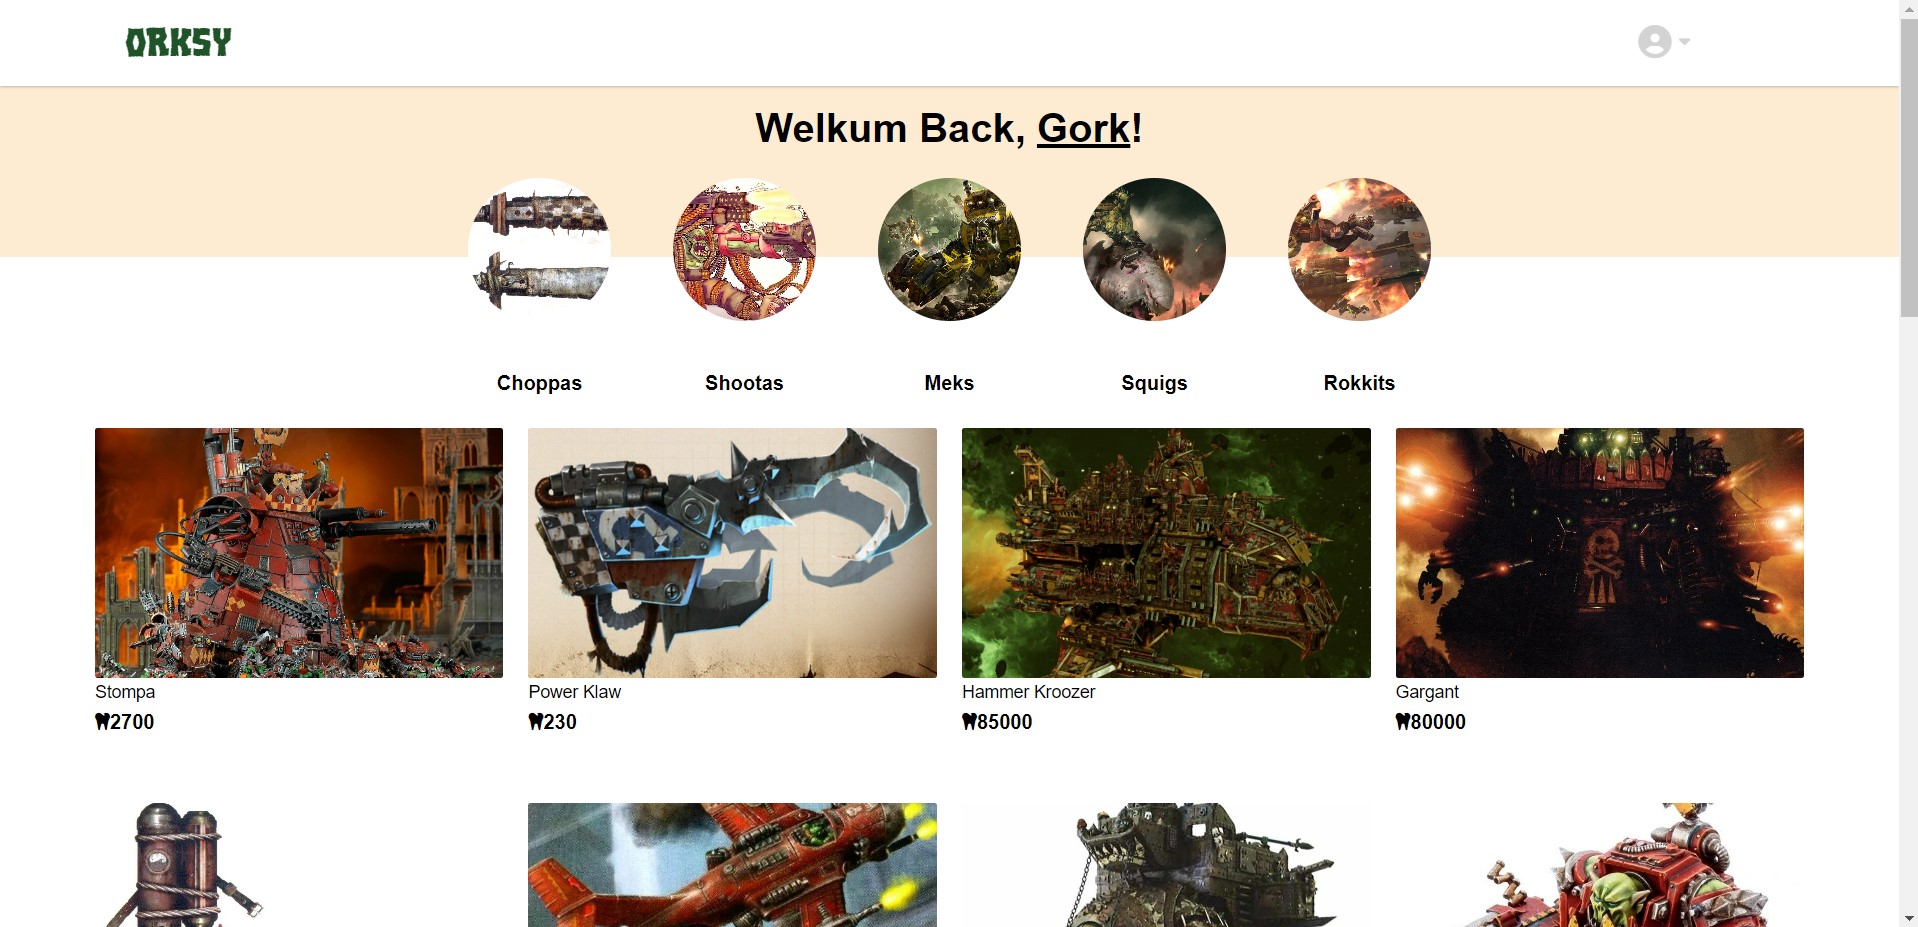 ORKSY
Welkum Back, Gork!
Choppas
Shootas
Meks
Squigs
Rokkits
Stompa
2700
Power Klaw
230
Hammer Kroozer
85000
Gargant
80000